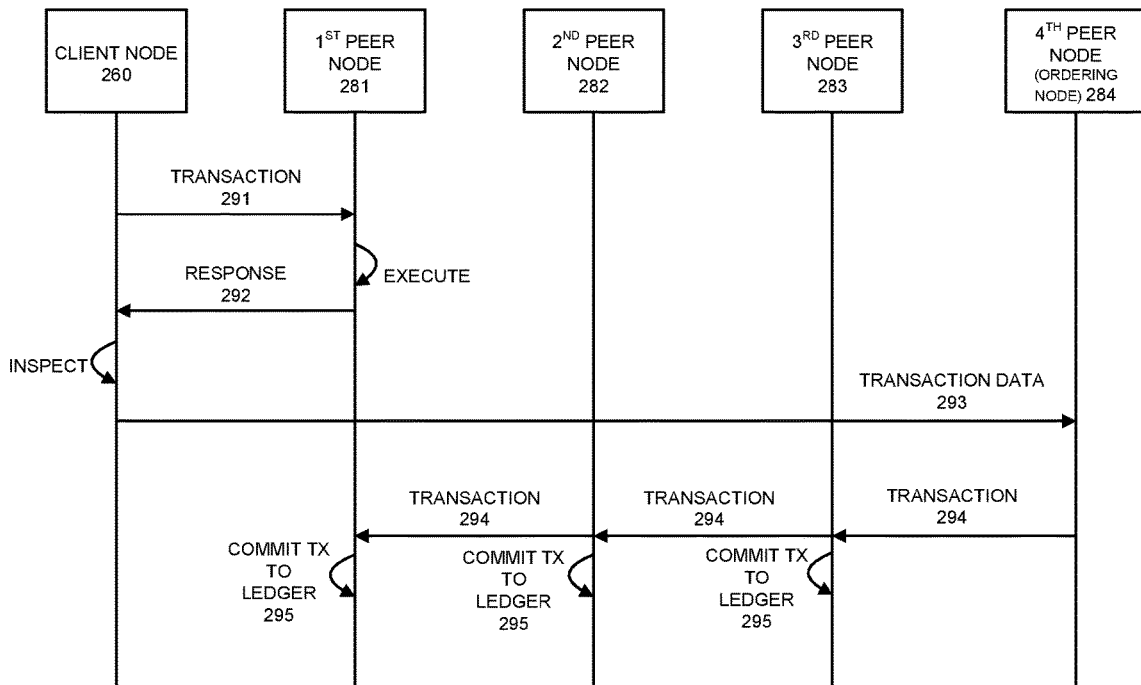 CLIENT NODE
260
1ST PEER
NODE
281
2ND PEER
NODE
282
3RD PEER
NODE
283
4TH PEER
NODE
(ORDERING
NODE) 284
TRANSACTION
291
EXECUTE
RESPONSE
292
INSPECT
TRANSACTION DATA
293
TRANSACTION
294
TRANSACTION
294
TRANSACTION
294
COMMIT TX
TO
LEDGER
295
COMMIT TX
TO
LEDGER
295
COMMIT TX
TO
LEDGER
295